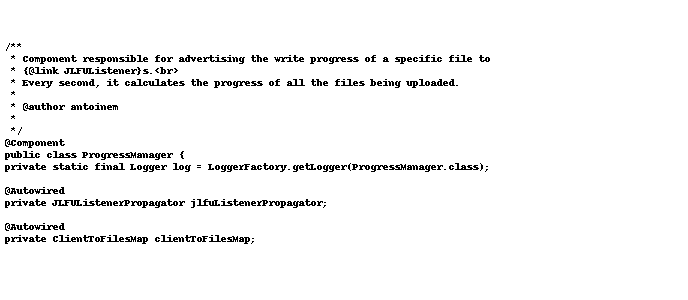 /**
 * Component responsible for advertising the write progress of a specific file to
 * {@link JLFUListener}s.<br>
 * Every second, it calculates the progress of all the files being uploaded.
 *
 * @author antoinem
 *
 */
@Component
public class ProgressManager {
private static final Logger log = LoggerFactory.getLogger(ProgressManager.class);

@Autowired
private JLFUListenerPropagator jlfuListenerPropagator;

@Autowired
private ClientToFilesMap clientToFilesMap;